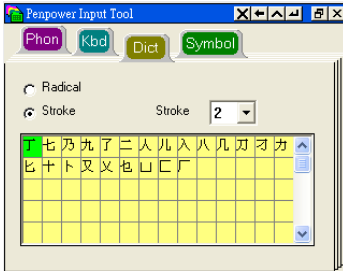 Penpower Input Tool
Phon Kbd Dict Symbol
Radical
Stroke Stroke 2
丁七乃九了二人儿入八几刀刁力
匕十卜又乂乜凵匚厂